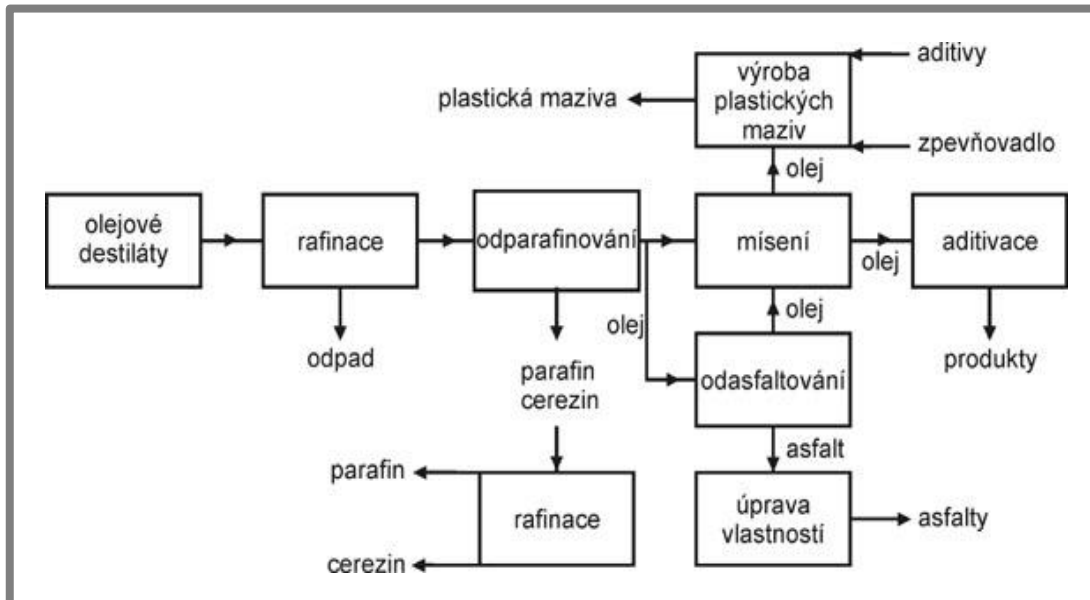 aditivy
výroba
plastických
maziv
plastická maziva
zpevňovadlo
olej
olejové
destiláty
rafinace
odparafinování
mísení
olej
aditivace
olej
olej
odpad
parafin
cerezin
odasfaltování
produkty
asfalt
parafin
rafinace
úprava
vlastností
asfalty
cerezin